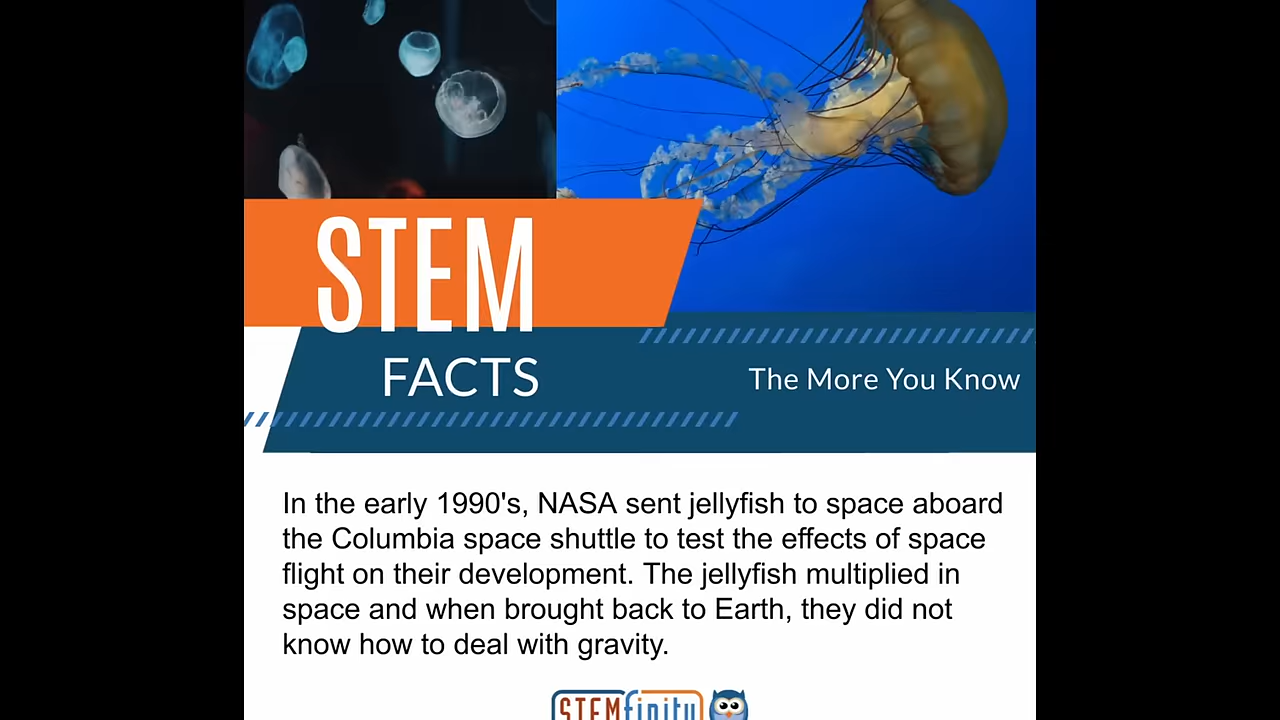 STEM
FACTS
The More You Know
In the early 1990's, NASA sent jellyfish to space aboard
the Columbia space shuttle to test the effects of space
flight on their development. The jellyfish multiplied in
space and when brought back to Earth, they did not
know how to deal with gravity.
STEMfinity